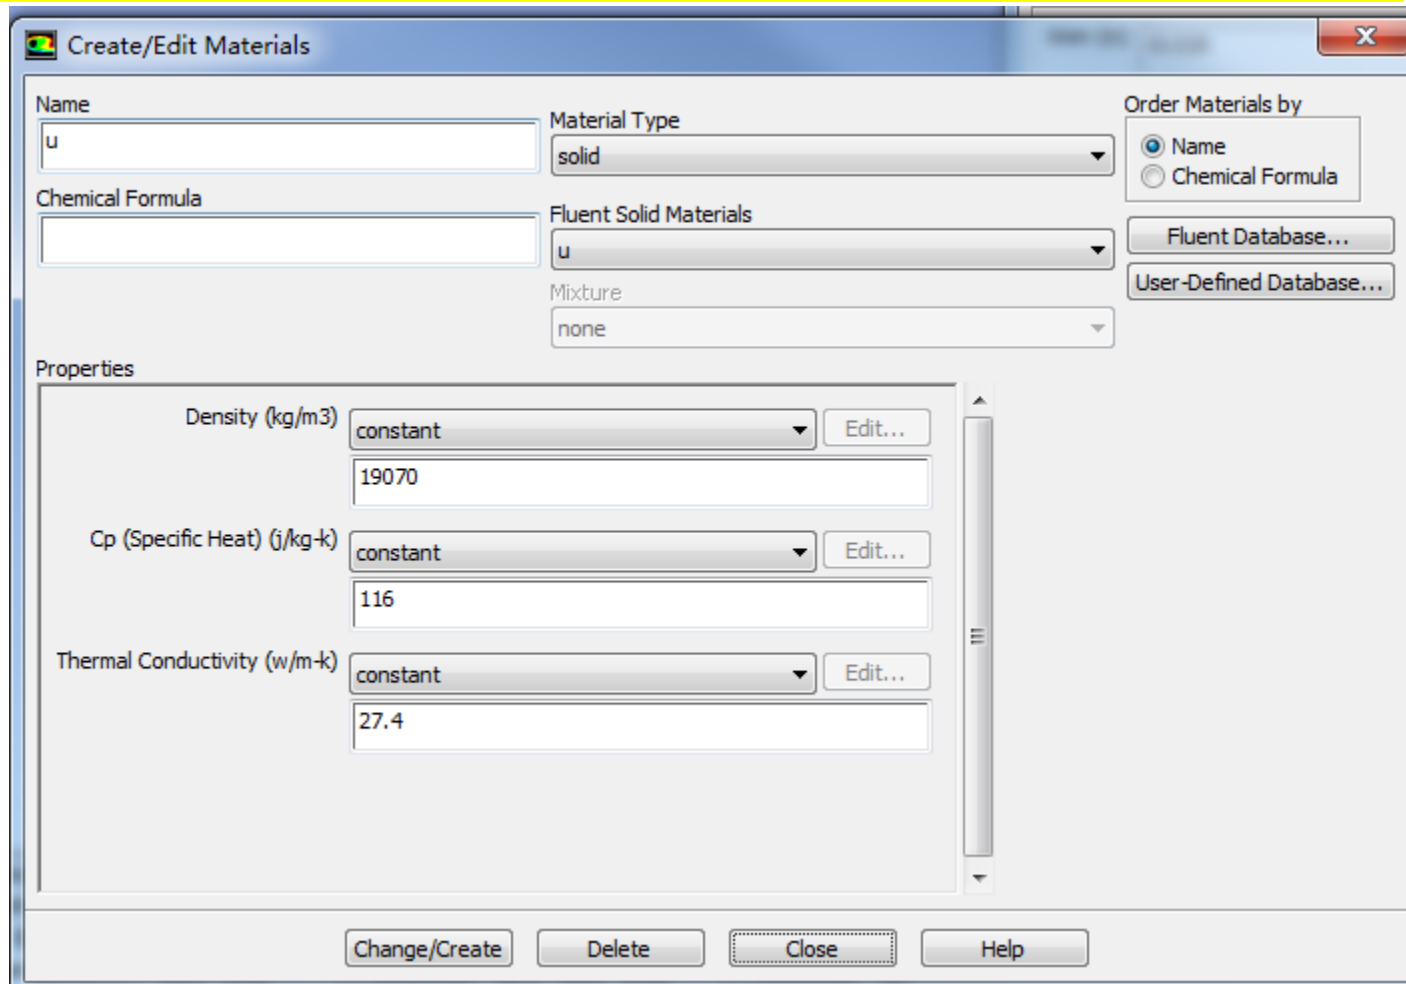 Create/Edit Materials
Name
u
Material Type
solid
Order Materials by
Name
Chemical Formula
Chemical Formula
Fluent Solid Materials
u
Fluent Database...
User-Defined Database...
Mixture
none
Properties
Density (kg/m3)
constant
Edit...
19070
Cp (Specific Heat) (j/kg-k)
constant
Edit...
116
Thermal Conductivity (w/m-k)
constant
Edit...
27.4
Change/Create
Delete
Close
Help